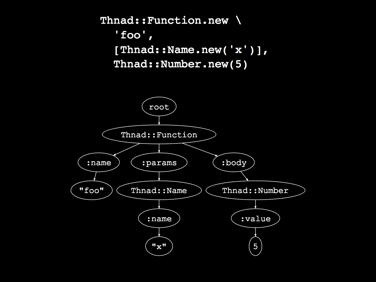 Thnad::Function.new \
'foo',
[Thnad::Name.new('x')],
Thnad::Number.new(5)
root
Thnad::Function
:name :params :body
"foo" Thnad::Name Thnad::Number
:name :value
"x" 5